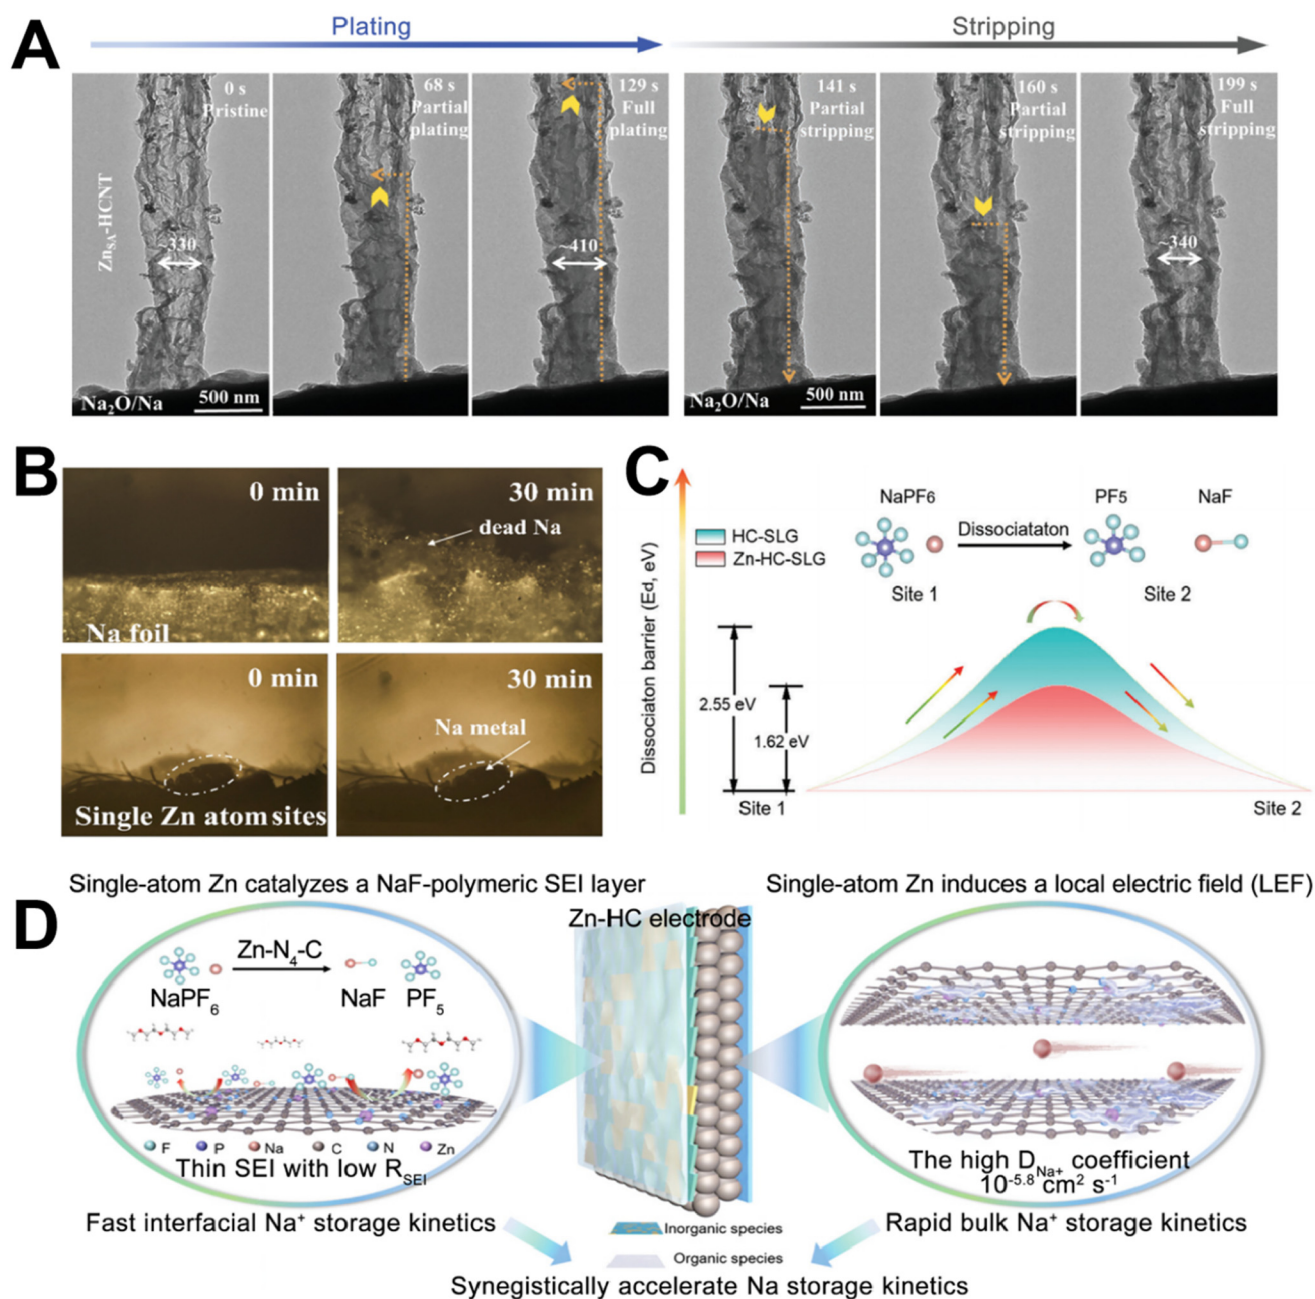 A
Plating
Stripping
Zn_SA-HCNT
0 s
Pristine
~330
Na₂O/Na
500 nm
68 s
Partial
plating
129 s
Full
plating
~410
141 s
Partial
stripping
Na₂O/Na
500 nm
160 s
Partial
stripping
199 s
Full
stripping
~340
B
0 min
Na foil
30 min
dead Na
0 min
Single Zn atom sites
30 min
Na metal
C
Dissociaton barrier (Ed, eV)
HC-SLG
Zn-HC-SLG
NaPF6
Dissociataton
PF5
NaF
Site 1
Site 2
2.55 eV
1.62 eV
Site 1
Site 2
D
Single-atom Zn catalyzes a NaF-polymeric SEI layer
Zn-N₄-C
NaPF₆
NaF
PF₅
F
P
Na
C
N
Zn
Thin SEI with low R_SEI
Fast interfacial Na⁺ storage kinetics
Zn-HC electrode
Inorganic species
Organic species
Single-atom Zn induces a local electric field (LEF)
The high D_Na+ coefficient
10⁻⁵·⁸ cm² s⁻¹
Rapid bulk Na⁺ storage kinetics
Synegistically accelerate Na storage kinetics